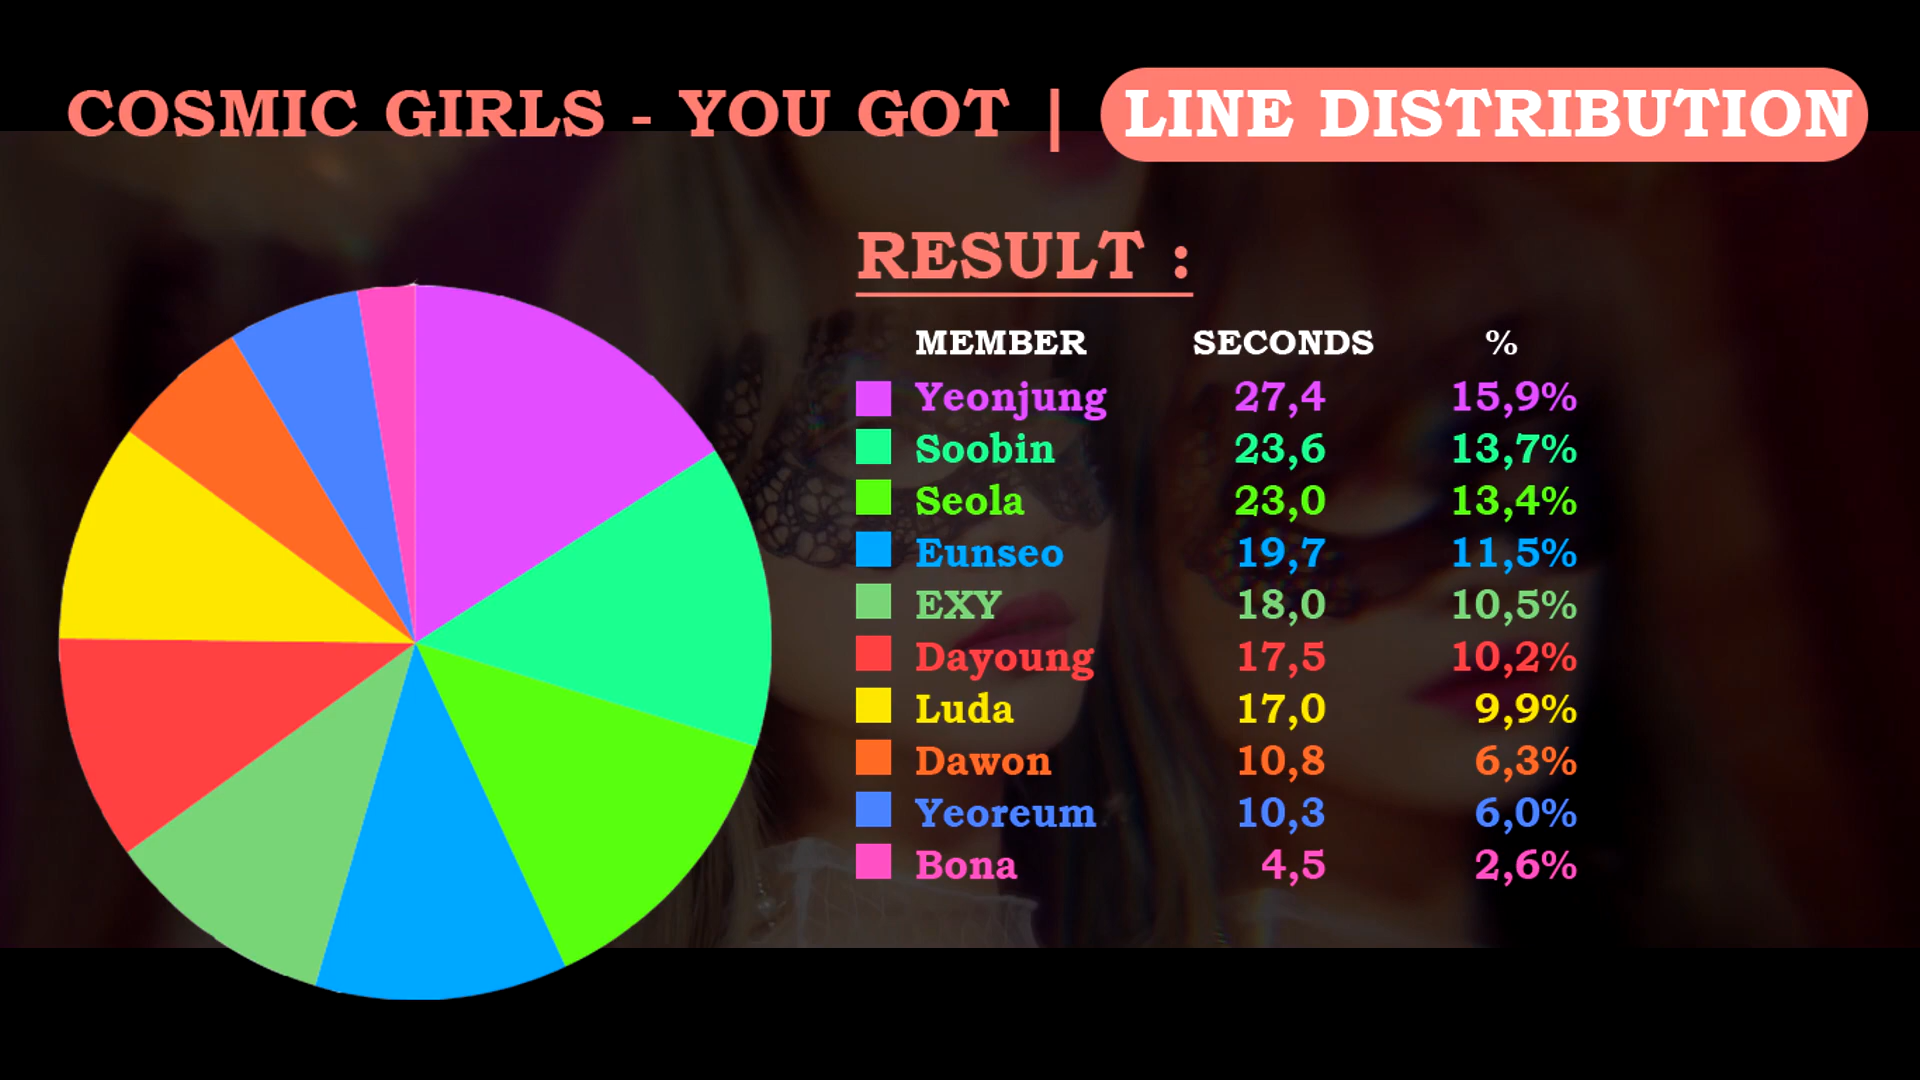 COSMIC GIRLS - YOU GOT | LINE DISTRIBUTION
RESULT :
MEMBER SECONDS %
Yeonjung 27,4 15,9%
Soobin 23,6 13,7%
Seola 23,0 13,4%
Eunseo 19,7 11,5%
EXY 18,0 10,5%
Dayoung 17,5 10,2%
Luda 17,0 9,9%
Dawon 10,8 6,3%
Yeoreum 10,3 6,0%
Bona 4,5 2,6%